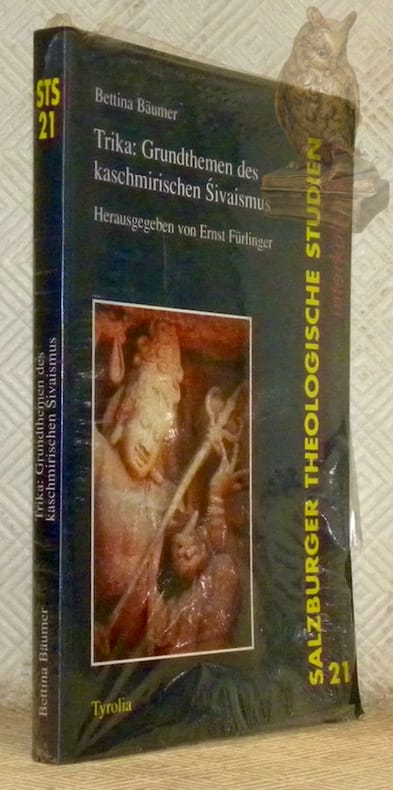 STS
21
Trika: Grundthemen des
kaschmirischen Śivaismus
Bettina Bäumer
Bettina Bäumer
Trika: Grundthemen des
kaschmirischen Śivaismus
Herausgegeben von Ernst Fürlinger
SALZBURGER THEOLOGISCHE STUDIEN
21
Tyrolia